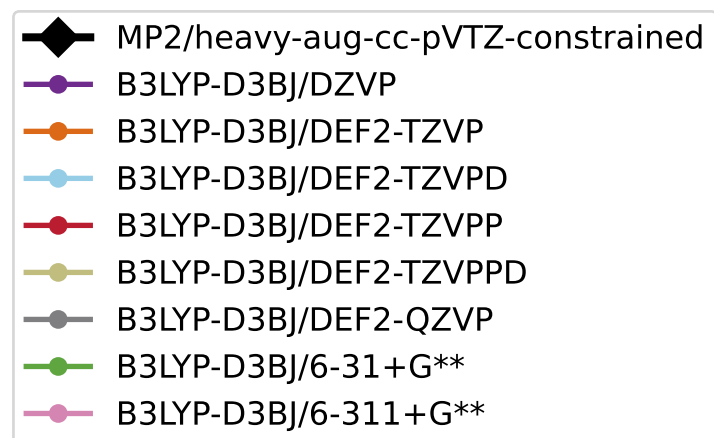 MP2/heavy-aug-cc-pVTZ-constrained
B3LYP-D3BJ/DZVP
B3LYP-D3BJ/DEF2-TZVP
B3LYP-D3BJ/DEF2-TZVPD
B3LYP-D3BJ/DEF2-TZVPP
B3LYP-D3BJ/DEF2-TZVPPD
B3LYP-D3BJ/DEF2-QZVP
B3LYP-D3BJ/6-31+G**
B3LYP-D3BJ/6-311+G**